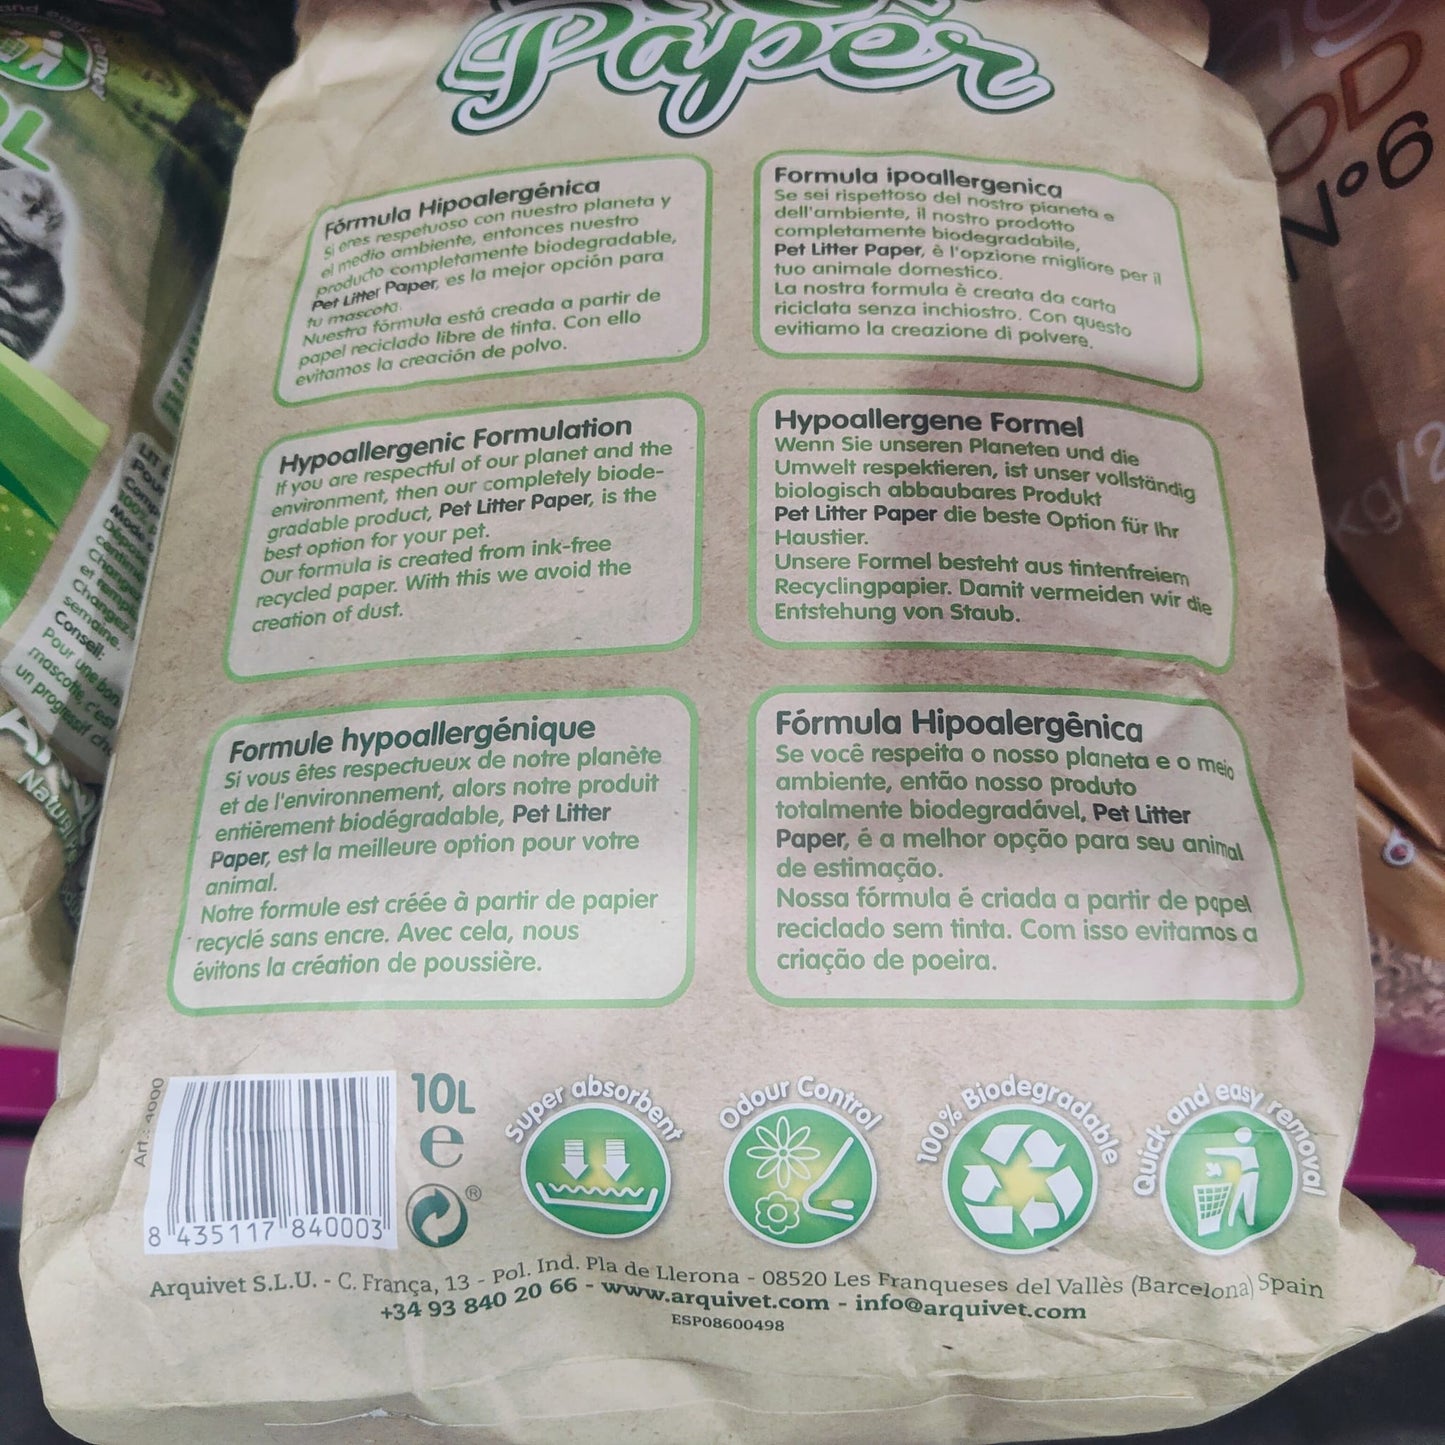 Paper
Fórmula Hipoalergénica
Si eres respetuoso con nuestro planeta y
el medio ambiente, entonces nuestro
producto completamente biodegradable,
Pet Litter Paper, es la mejor opción para
tu mascota.
Nuestra fórmula está creada a partir de
papel reciclado libre de tinta. Con ello
evitamos la creación de polvo.
Formula ipoallergenica
Se sei rispettoso del nostro pianeta e
dell'ambiente, il nostro prodotto
completamente biodegradabile,
Pet Litter Paper, è l'opzione migliore per il
tuo animale domestico.
La nostra formula è creata da carta
riciclata senza inchiostro. Con questo
evitiamo la creazione di polvere.
Hypoallergenic Formulation
If you are respectful of our planet and the
environment, then our completely biode-
gradable product, Pet Litter Paper, is the
best option for your pet.
Our formula is created from ink-free
recycled paper. With this we avoid the
creation of dust.
Hypoallergene Formel
Wenn Sie unseren Planeten und die
Umwelt respektieren, ist unser vollständig
biologisch abbaubares Produkt
Pet Litter Paper die beste Option für Ihr
Haustier.
Unsere Formel besteht aus tintenfreiem
Recyclingpapier. Damit vermeiden wir die
Entstehung von Staub.
Formule hypoallergénique
Si vous êtes respectueux de notre planète
et de l'environnement, alors notre produit
entièrement biodégradable, Pet Litter
Paper, est la meilleure option pour votre
animal.
Notre formule est créée à partir de papier
recyclé sans encre. Avec cela, nous
évitons la création de poussière.
Fórmula Hipoalergênica
Se você respeita o nosso planeta e o meio
ambiente, então nosso produto
totalmente biodegradável, Pet Litter
Paper, é a melhor opção para seu animal
de estimação.
Nossa fórmula é criada a partir de papel
reciclado sem tinta. Com isso evitamos a
criação de poeira.
Art.: 4000
8 435117 840003
10L
e
®
Super absorbent
Odour Control
100% Biodegradable
Quick and easy removal
Arquivet S.L.U. - C. França, 13 - Pol. Ind. Pla de Llerona - 08520 Les Franqueses del Vallès (Barcelona) Spain
+34 93 840 20 66 - www.arquivet.com - info@arquivet.com
ESP08600498
Nº6
kg/2
semaine.
Conseil:
Pour une bon
mascotte, c'est
un progressif ch